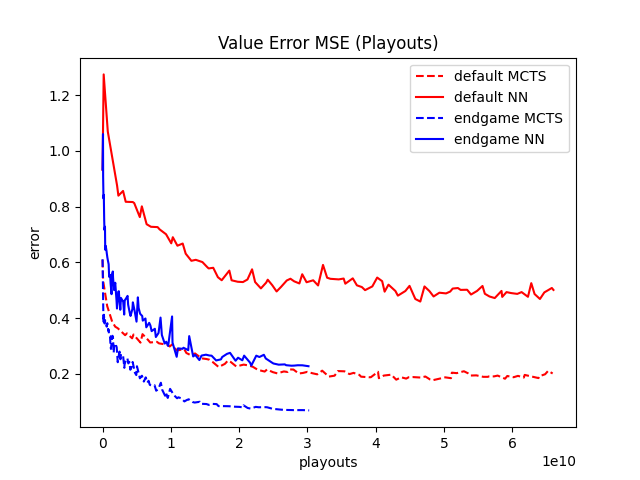 Value Error MSE (Playouts)
default MCTS
default NN
endgame MCTS
endgame NN
error
1.2
1.0
0.8
0.6
0.4
0.2
0
1
2
3
4
5
6
1e10
playouts